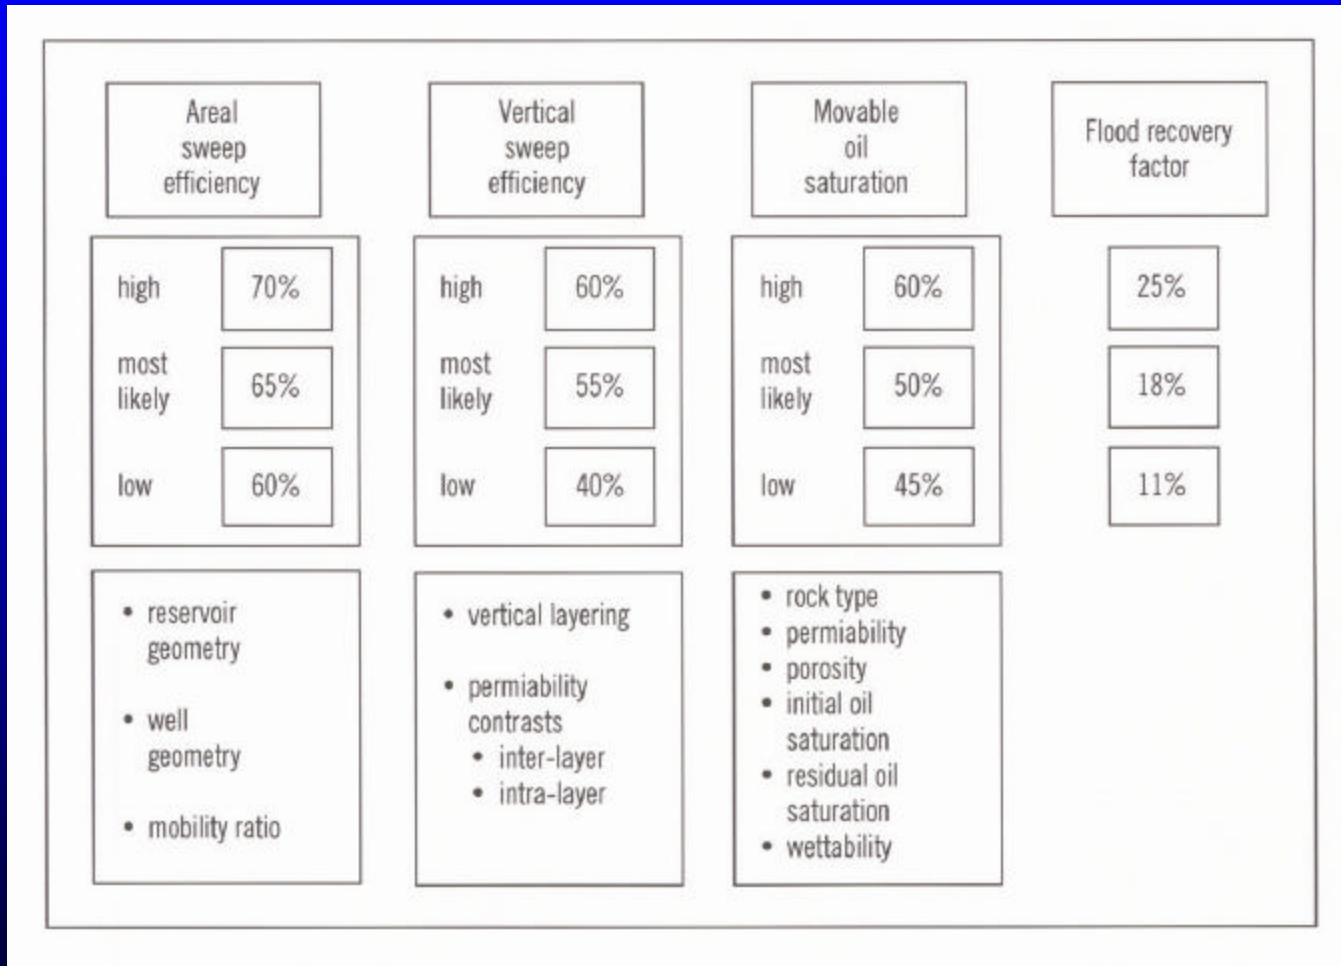 Areal
sweep
efficiency
Vertical
sweep
efficiency
Movable
oil
saturation
Flood recovery
factor
high 70%
most
likely 65%
low 60%
high 60%
most
likely 55%
low 40%
high 60%
most
likely 50%
low 45%
25%
18%
11%
• reservoir
geometry
• well
geometry
• mobility ratio
• vertical layering
• permiability
contrasts
• inter-layer
• intra-layer
• rock type
• permiability
• porosity
• initial oil
saturation
• residual oil
saturation
• wettability